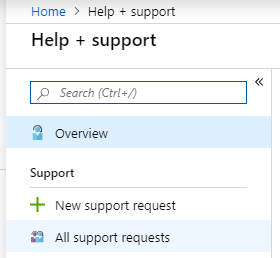 Home > Help + support
Help + support
Search (Ctrl+/)
«
Overview
Support
New support request
All support requests